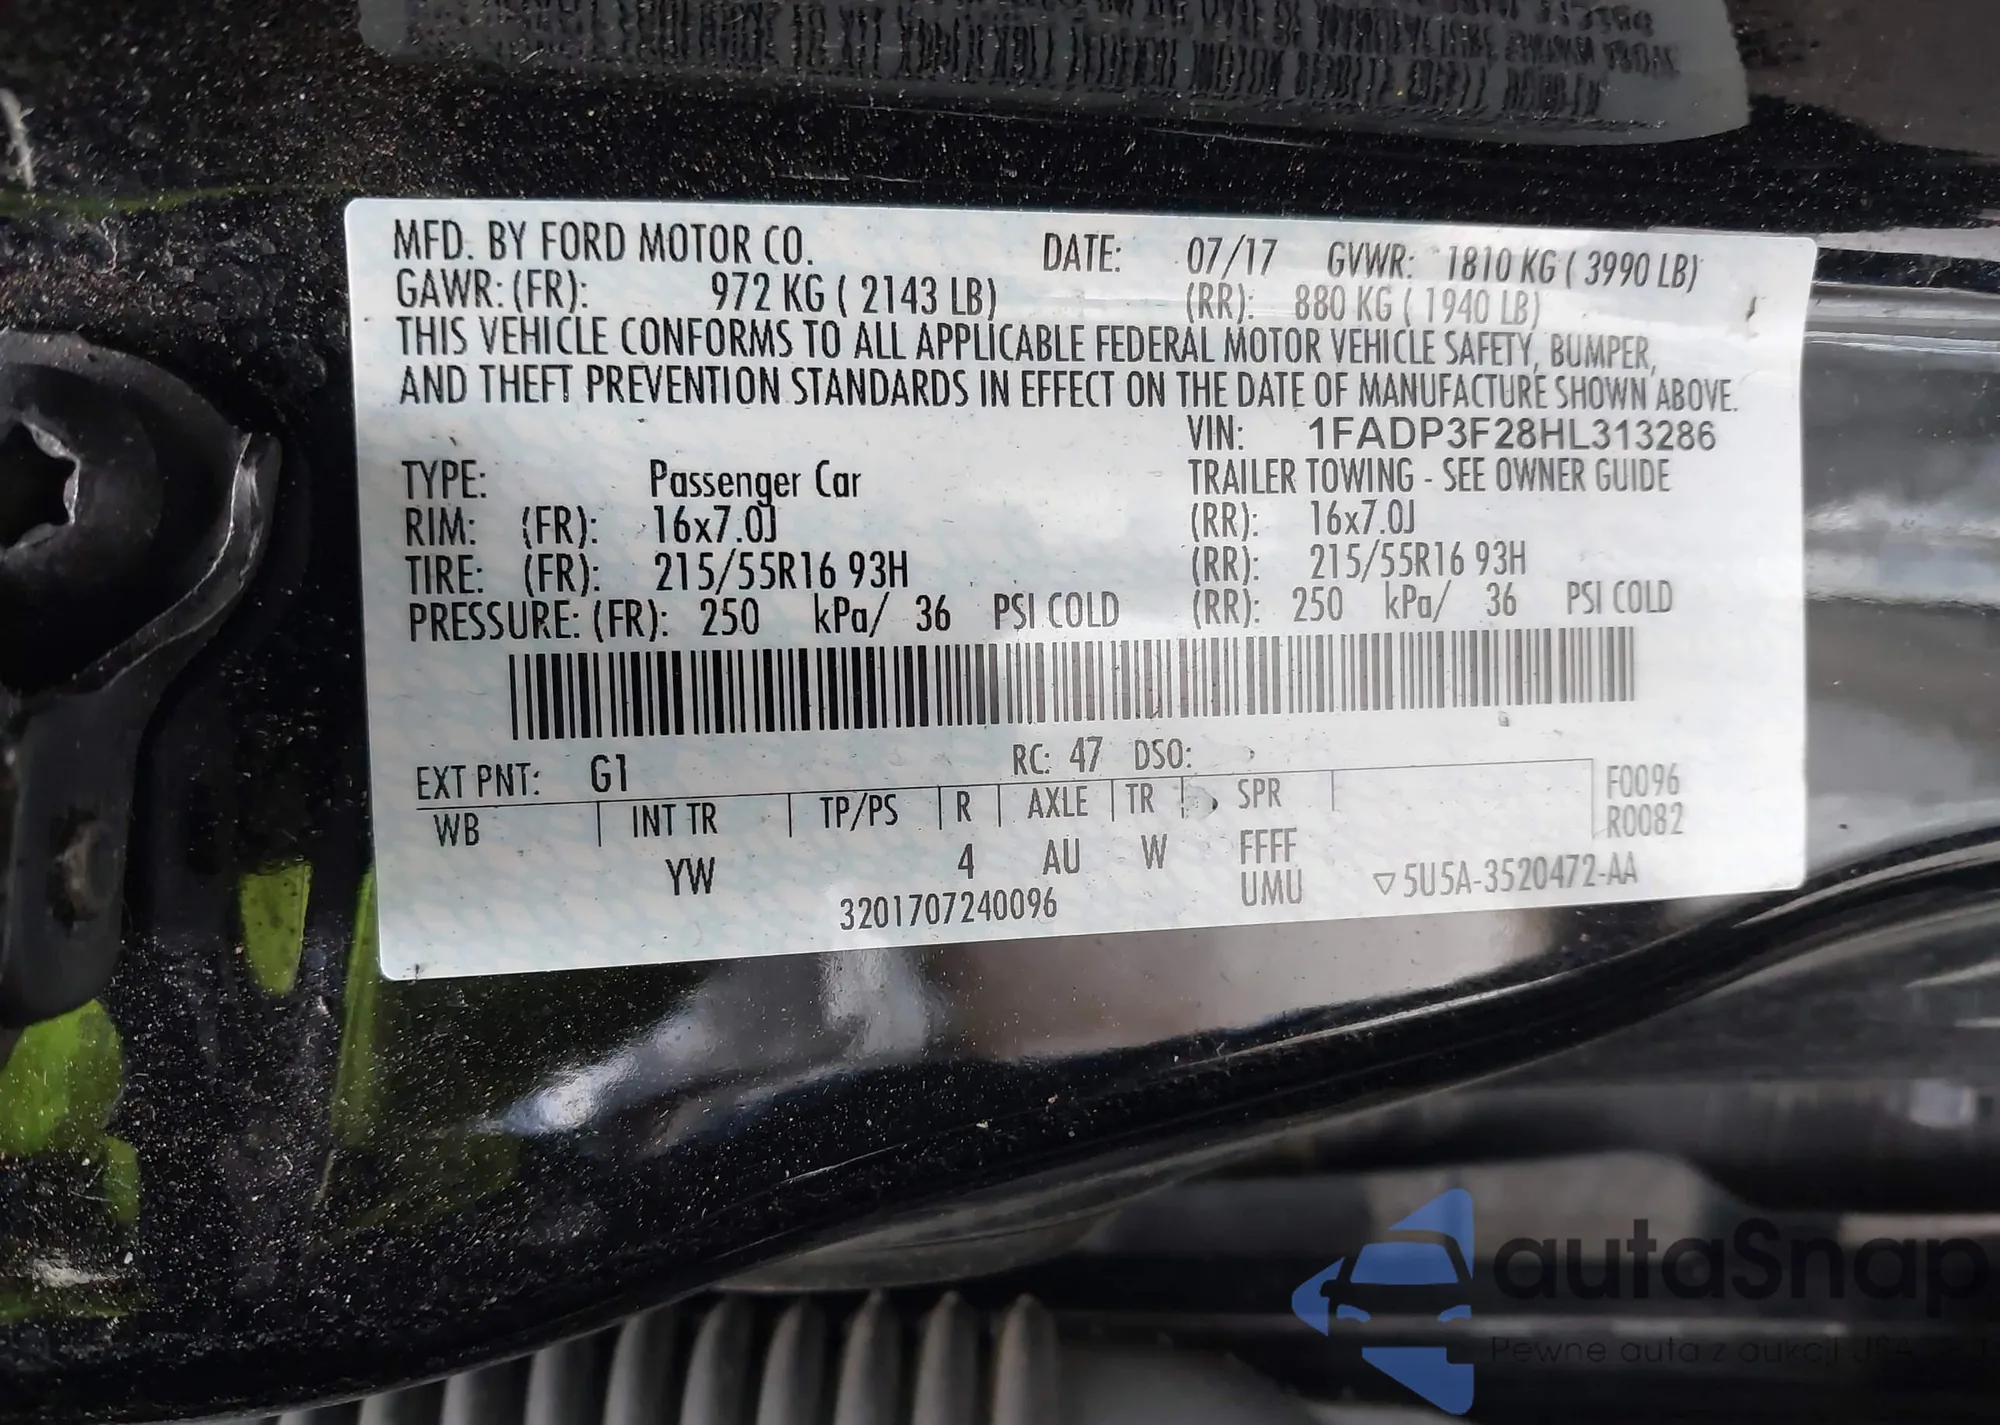 MFD. BY FORD MOTOR CO. DATE: 07/17 GVWR: 1810 KG ( 3990 LB)
GAWR: (FR): 972 KG ( 2143 LB) (RR): 880 KG ( 1940 LB)
THIS VEHICLE CONFORMS TO ALL APPLICABLE FEDERAL MOTOR VEHICLE SAFETY, BUMPER,
AND THEFT PREVENTION STANDARDS IN EFFECT ON THE DATE OF MANUFACTURE SHOWN ABOVE.
VIN: 1FADP3F28HL313286
TYPE: Passenger Car TRAILER TOWING - SEE OWNER GUIDE
RIM: (FR): 16x7.0J (RR): 16x7.0J
TIRE: (FR): 215/55R16 93H (RR): 215/55R16 93H
PRESSURE: (FR): 250 kPa/ 36 PSI COLD (RR): 250 kPa/ 36 PSI COLD
EXT PNT: G1 RC: 47 DSO:
WB INT TR TP/PS R AXLE TR SPR F0096
R0082
YW 4 AU W FFFF
UMU
3201707240096 ▽5U5A-3520472-AA
autaSnap
Pewne auta z aukcji USA